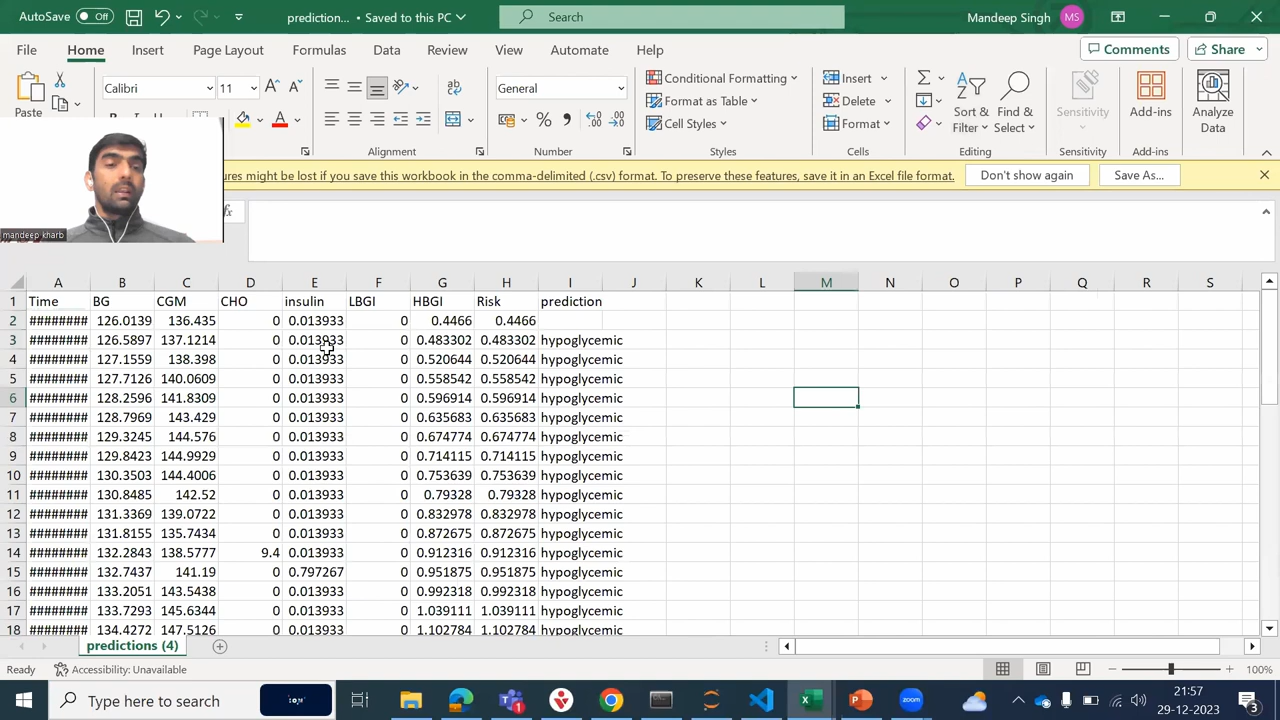 AutoSave Off prediction... • Saved to this PC Search Mandeep Singh MS
File Home Insert Page Layout Formulas Data Review View Automate Help Comments Share
Paste Calibri 11 General Conditional Formatting Format as Table Cell Styles Insert Delete Format Sort & Filter Find & Select Sensitivity Add-ins Analyze Data
Alignment Number Styles Cells Editing Sensitivity Add-ins
ures might be lost if you save this workbook in the comma-delimited (.csv) format. To preserve these features, save it in an Excel file format. Don't show again Save As...
mandeep kharb
fx
A B C D E F G H I J K L M N O P Q R S
1 Time BG CGM CHO insulin LBGI HBGI Risk prediction
2 ######## 126.0139 136.435 0 0.013933 0 0.4466 0.4466
3 ######## 126.5897 137.1214 0 0.013933 0 0.483302 0.483302 hypoglycemic
4 ######## 127.1559 138.398 0 0.013933 0 0.520644 0.520644 hypoglycemic
5 ######## 127.7126 140.0609 0 0.013933 0 0.558542 0.558542 hypoglycemic
6 ######## 128.2596 141.8309 0 0.013933 0 0.596914 0.596914 hypoglycemic
7 ######## 128.7969 143.429 0 0.013933 0 0.635683 0.635683 hypoglycemic
8 ######## 129.3245 144.576 0 0.013933 0 0.674774 0.674774 hypoglycemic
9 ######## 129.8423 144.9929 0 0.013933 0 0.714115 0.714115 hypoglycemic
10 ######## 130.3503 144.4006 0 0.013933 0 0.753639 0.753639 hypoglycemic
11 ######## 130.8485 142.52 0 0.013933 0 0.79328 0.79328 hypoglycemic
12 ######## 131.3369 139.0722 0 0.013933 0 0.832978 0.832978 hypoglycemic
13 ######## 131.8155 135.7434 0 0.013933 0 0.872675 0.872675 hypoglycemic
14 ######## 132.2843 138.5777 9.4 0.013933 0 0.912316 0.912316 hypoglycemic
15 ######## 132.7437 141.19 0 0.797267 0 0.951875 0.951875 hypoglycemic
16 ######## 133.2051 143.5438 0 0.013933 0 0.992318 0.992318 hypoglycemic
17 ######## 133.7293 145.6344 0 0.013933 0 1.039111 1.039111 hypoglycemic
18 ######## 134.4272 147.5126 0 0.013933 0 1.102784 1.102784 hypoglycemic
predictions (4)
Ready Accessibility: Unavailable 100%
Type here to search 21:57
29-12-2023 3